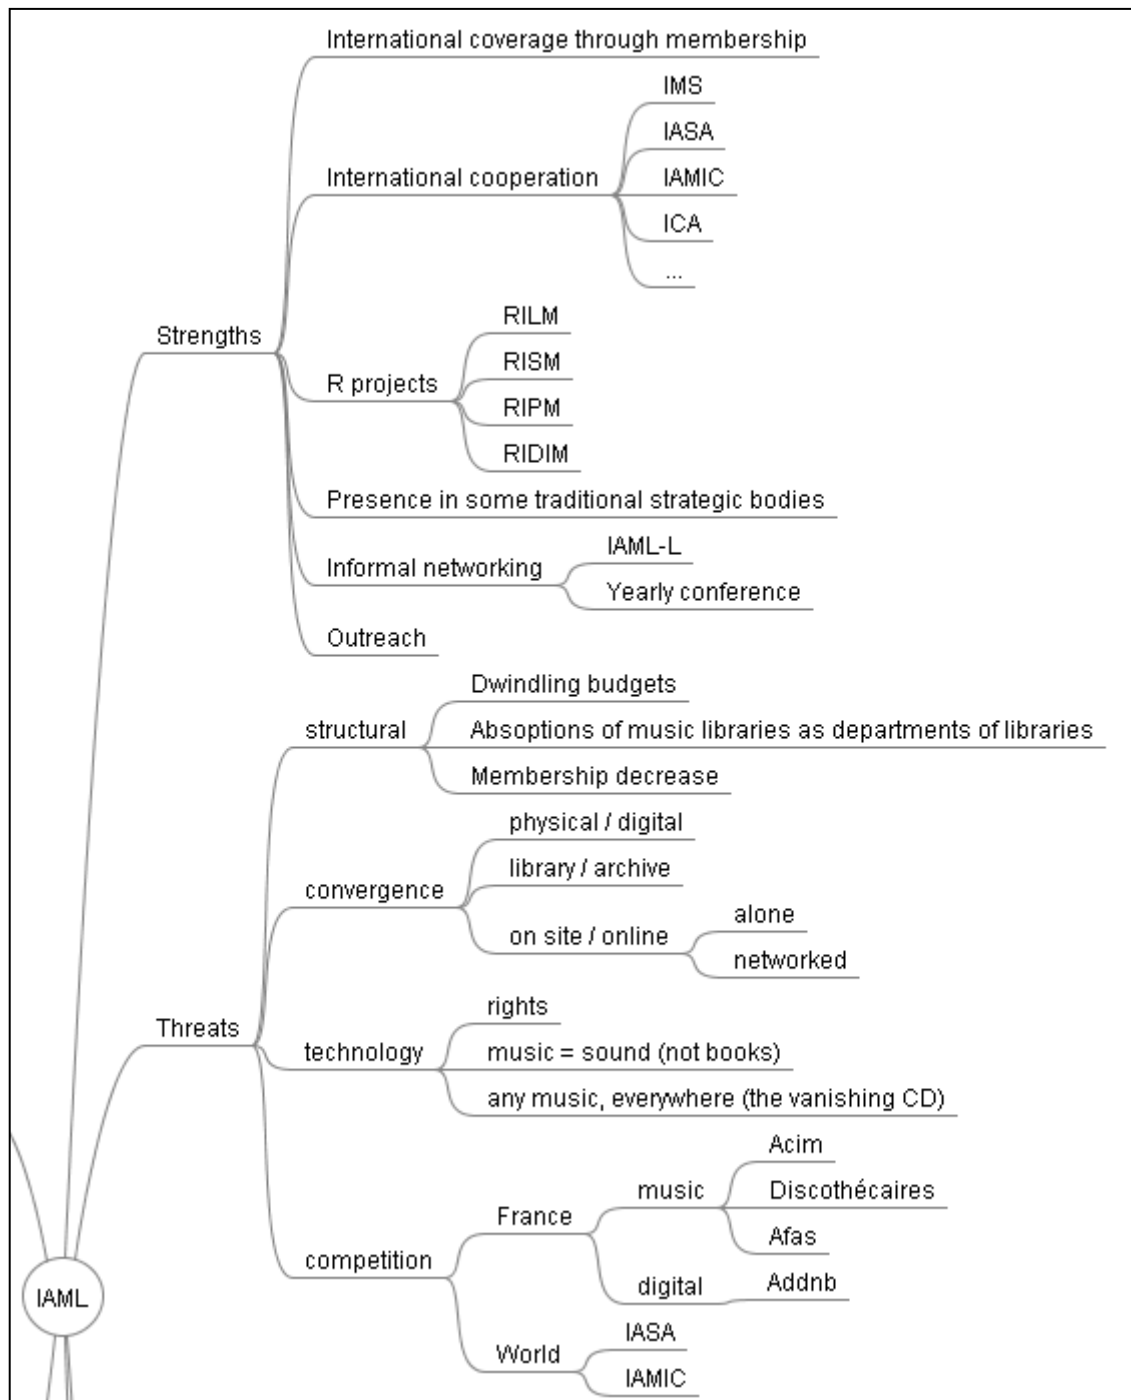 International coverage through membership
IMS
IASA
International cooperation
IAMIC
ICA
...
Strengths
RILM
RISM
R projects
RIPM
RIDIM
Presence in some traditional strategic bodies
IAML-L
Informal networking
Yearly conference
Outreach
Dwindling budgets
structural
Absoptions of music libraries as departments of libraries
Membership decrease
physical / digital
library / archive
convergence
on site / online
alone
networked
Threats
rights
technology
music = sound (not books)
any music, everywhere (the vanishing CD)
Acim
music
Discothécaires
France
Afas
competition
digital
Addnb
IASA
World
IAMIC
IAML